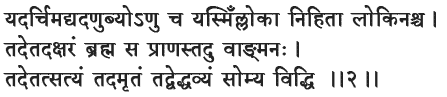 यदर्चिमद्यदणुब्योऽणु च यस्मिँल्लोका निहिता लोकिनश्च ।
तदेतदक्षरं ब्रह्म स प्राणस्तदु वाङ्मनः ।
तदेतत्सत्यं तदमृतं तद्वेद्धव्यं सोम्य विद्धि ॥२ ॥